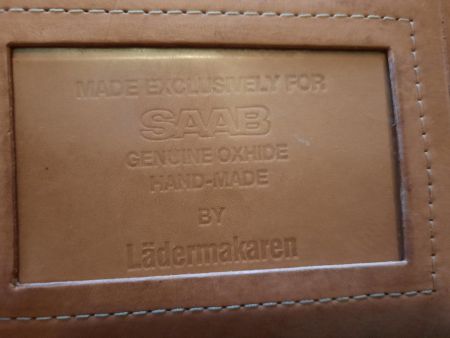 MADE EXCLUSIVELY FOR
SAAB
GENUINE OXHIDE
HAND-MADE
BY
Lädermakaren